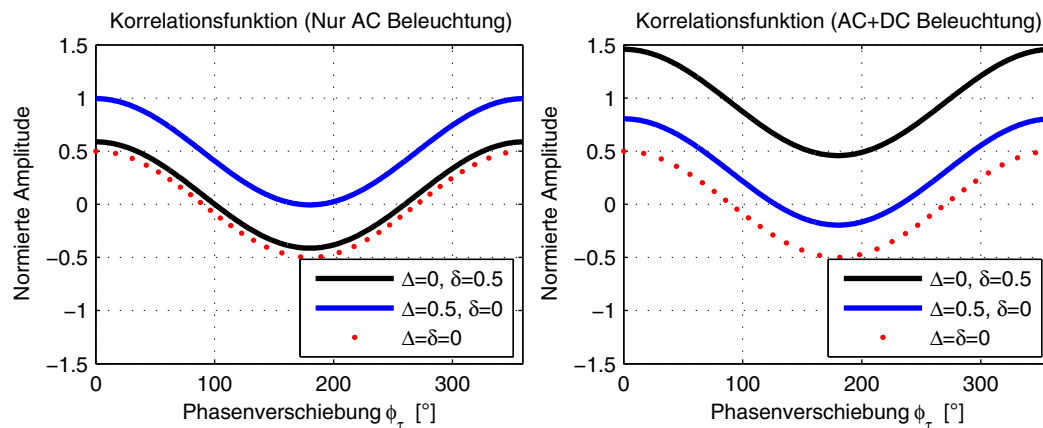 Korrelationsfunktion (Nur AC Beleuchtung)
Normierte Amplitude
1.5
1
0.5
0
−0.5
−1
−1.5
0 100 200 300
Phasenverschiebung ϕτ [°]
Δ=0, δ=0.5
Δ=0.5, δ=0
Δ=δ=0
Korrelationsfunktion (AC+DC Beleuchtung)
Normierte Amplitude
1.5
1
0.5
0
−0.5
−1
−1.5
0 100 200 300
Phasenverschiebung ϕτ [°]
Δ=0, δ=0.5
Δ=0.5, δ=0
Δ=δ=0